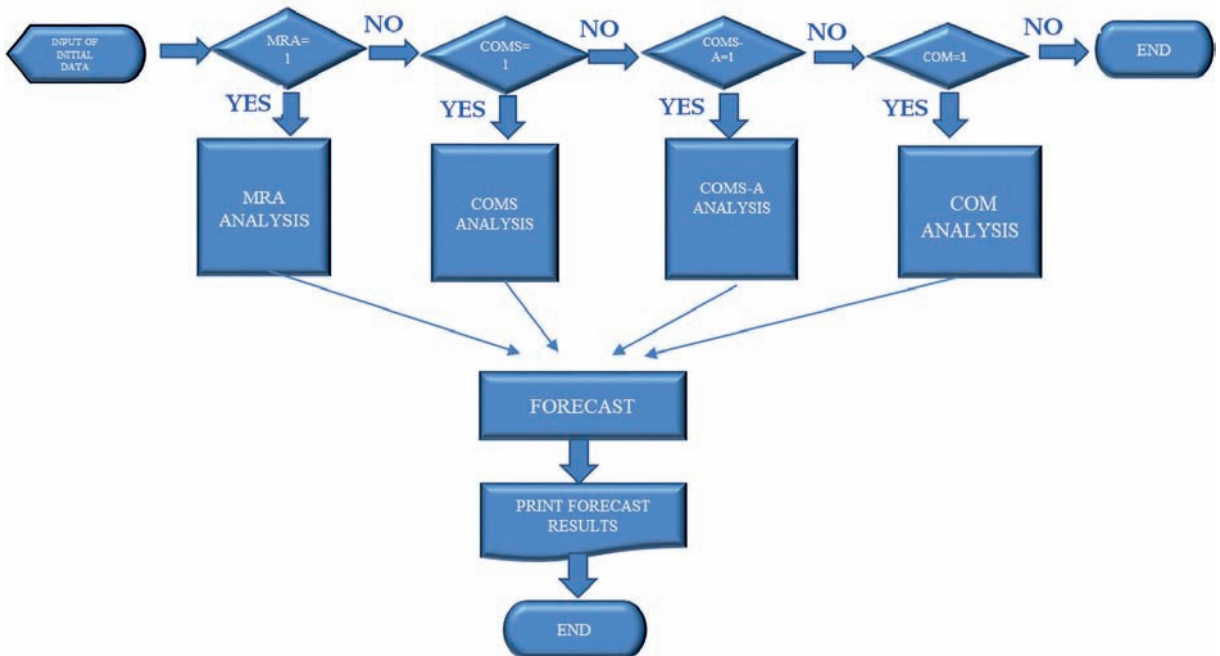 INPUT OF
INITIAL
DATA
MRA=
1
NO
COMS=
1
NO
COMS-
A=1
NO
COM=1
NO
END
YES
YES
YES
YES
MRA
ANALYSIS
COMS
ANALYSIS
COMS-A
ANALYSIS
COM
ANALYSIS
FORECAST
PRINT FORECAST
RESULTS
END